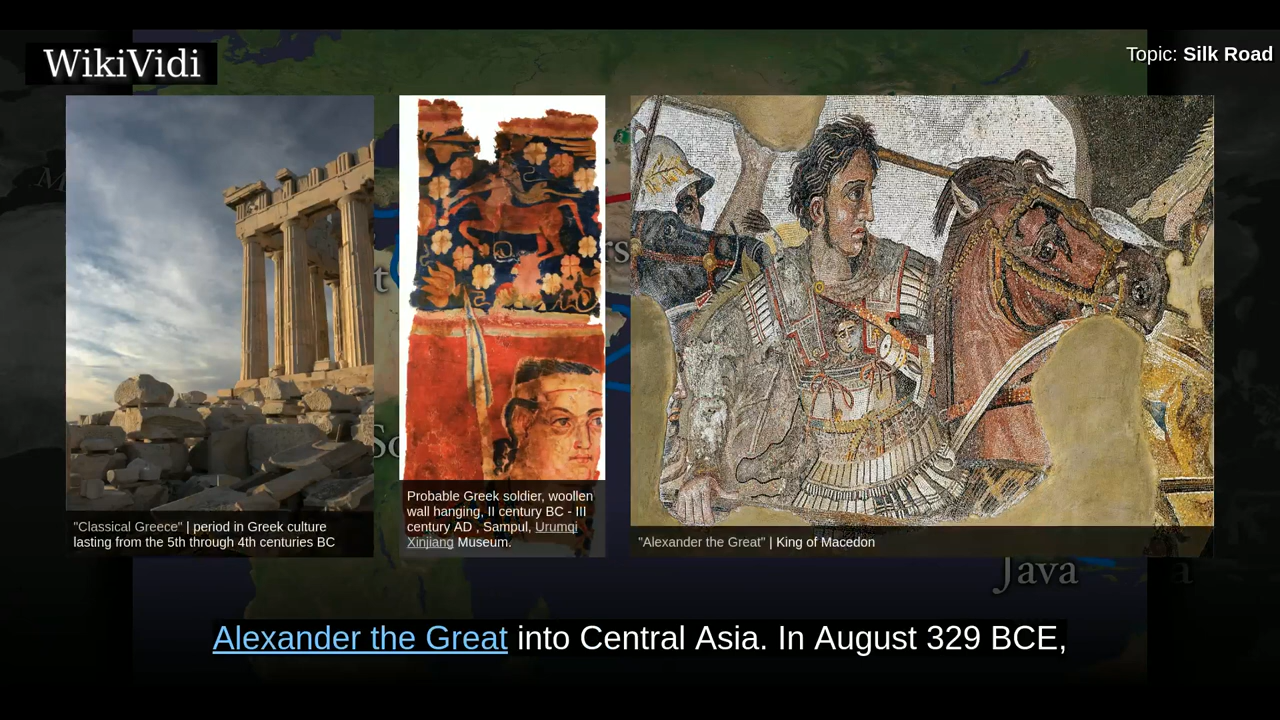 WikiVidi
Topic: Silk Road
"Classical Greece" | period in Greek culture
lasting from the 5th through 4th centuries BC
Probable Greek soldier, woollen
wall hanging, II century BC - III
century AD , Sampul, Urumqi
Xinjiang Museum.
"Alexander the Great" | King of Macedon
Java
Alexander the Great into Central Asia. In August 329 BCE,